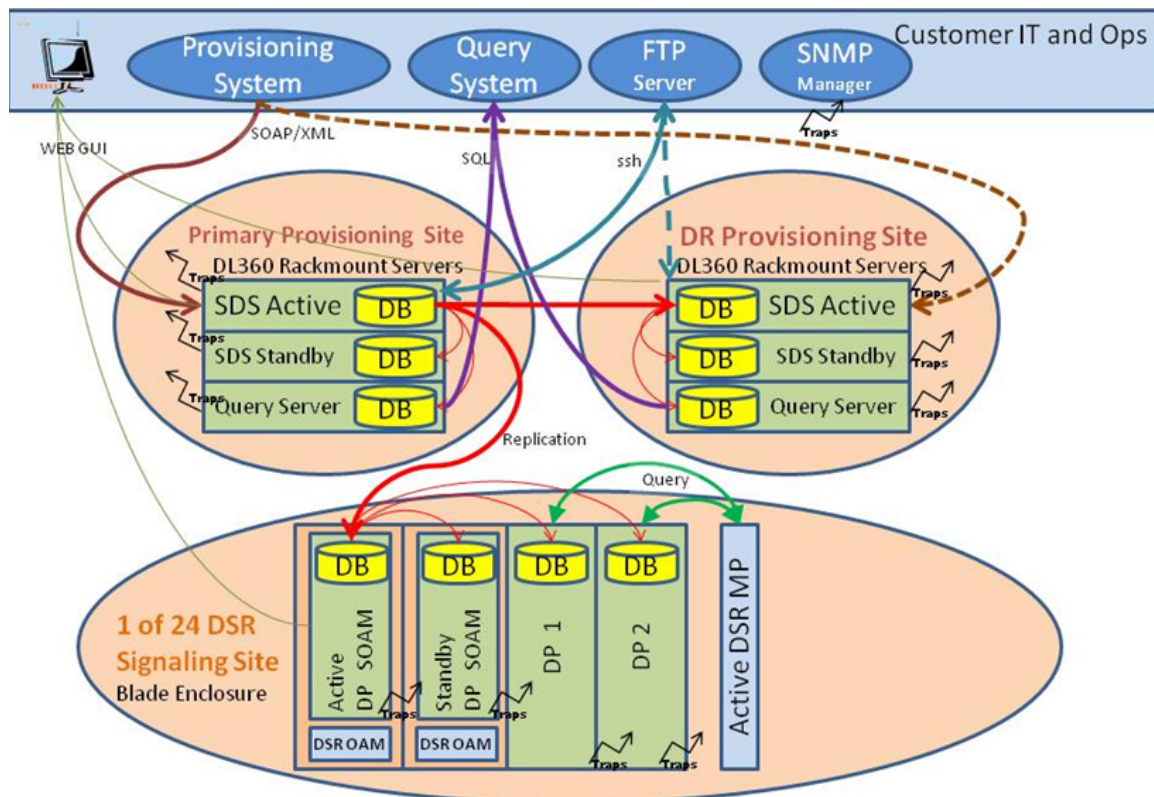 Customer IT and Ops
Provisioning
System
Query
System
FTP
Server
SNMP
Manager
Traps
WEB GUI
SOAP/XML
SQL
ssh
Primary Provisioning Site
DL360 Rackmount Servers
Traps
SDS Active
DB
Traps
SDS Standby
DB
Traps
Query Server
DB
DR Provisioning Site
DL360 Rackmount Servers
Traps
DB
SDS Active
DB
SDS Standby
Traps
DB
Query Server
Traps
Replication
Query
1 of 24 DSR
Signaling Site
Blade Enclosure
DB
Active
DP SOAM
Traps
DSR OAM
DB
Standby
DP SOAM
Traps
DSR OAM
DB
DP 1
Traps
DB
DP 2
Traps
Active DSR MP